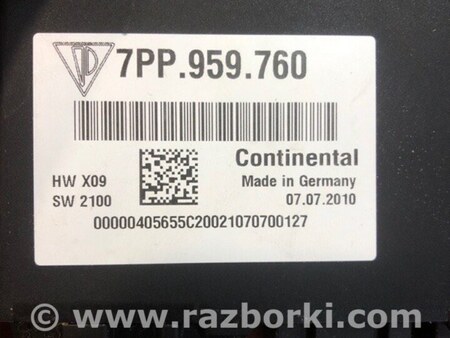 7PP.959.760
Continental
HW X09
Made in Germany
SW 2100
07.07.2010
00000405655C20021070700127
© www.razborki.com